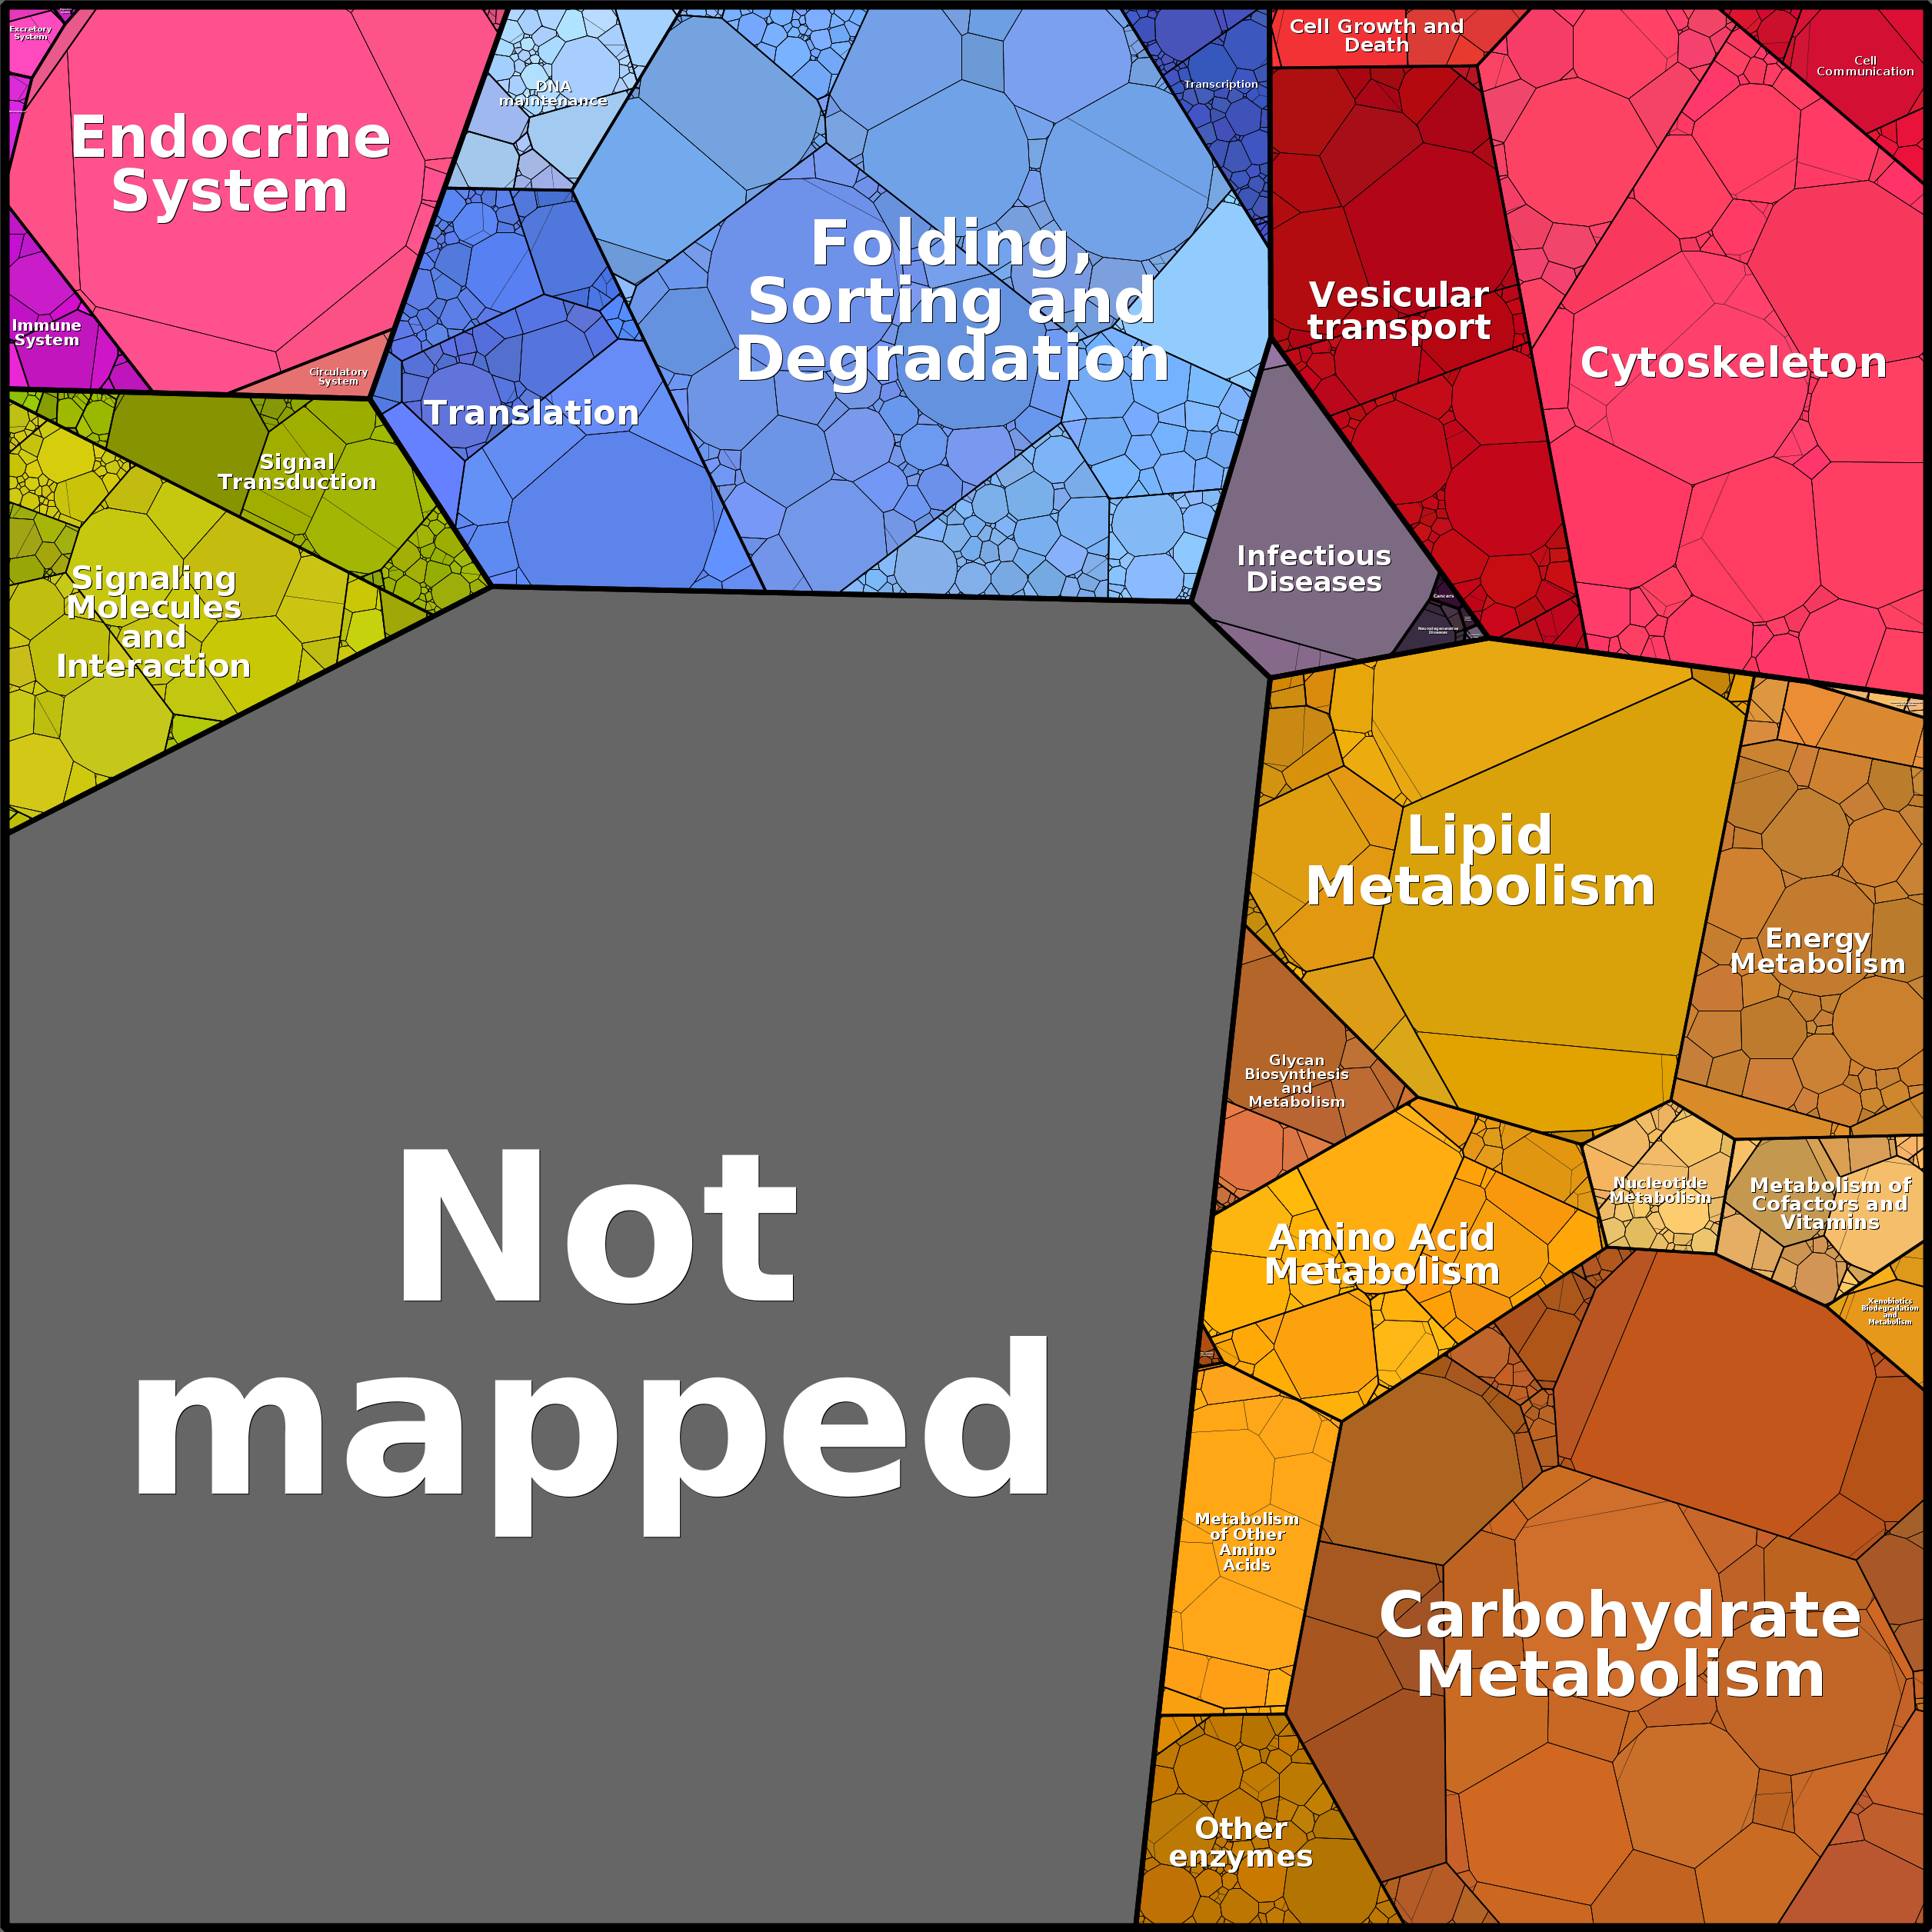 Excretory
System
Endocrine
System
Immune
System
Circulatory
System
DNA
maintenance
Transcription
Folding,
Sorting and
Degradation
Translation
Cell Growth and
Death
Cell
Communication
Vesicular
transport
Cytoskeleton
Signal
Transduction
Signaling
Molecules
and
Interaction
Infectious
Diseases
Cancers
Neurodegenerative
Diseases
Lipid
Metabolism
Energy
Metabolism
Glycan
Biosynthesis
and
Metabolism
Nucleotide
Metabolism
Metabolism of
Cofactors and
Vitamins
Amino Acid
Metabolism
Xenobiotics
Biodegradation
and
Metabolism
Not
mapped
Metabolism
of Other
Amino
Acids
Carbohydrate
Metabolism
Other
enzymes